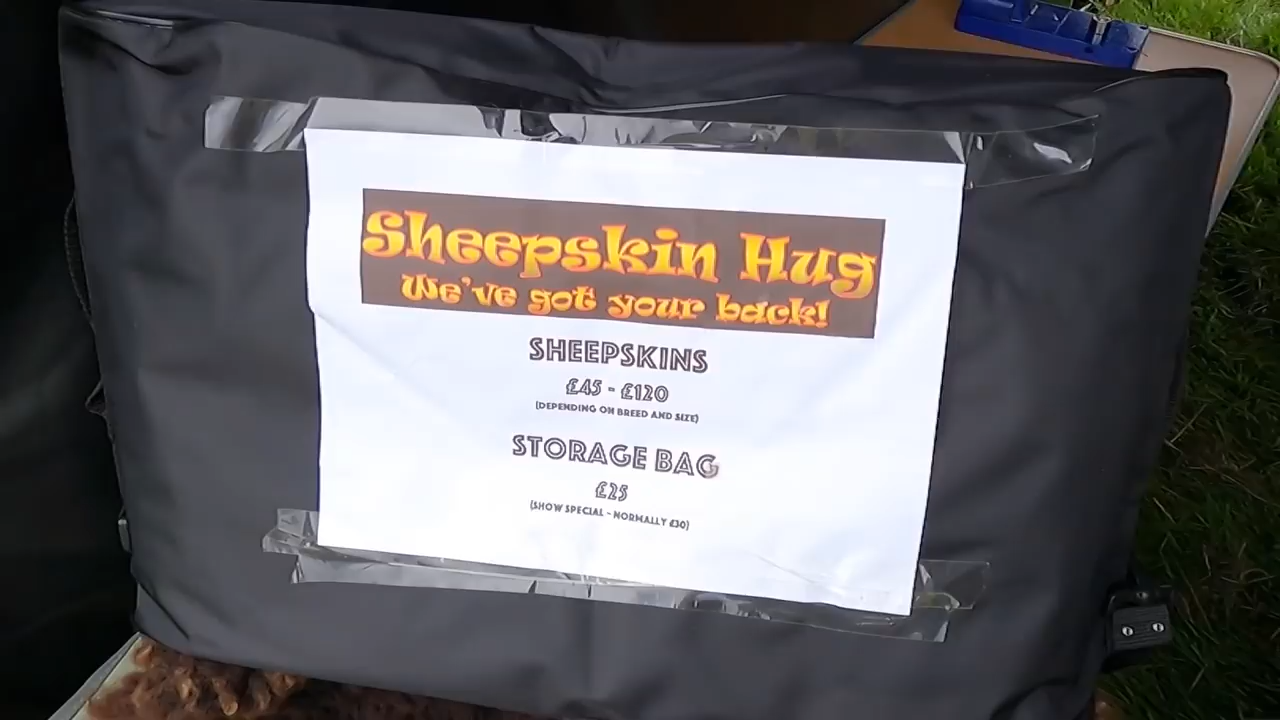 Sheepskin Hug
We've got your back!
SHEEPSKINS
£45 - £120
(DEPENDING ON BREED AND SIZE)
STORAGE BAG
£25
(SHOW SPECIAL - NORMALLY £30)